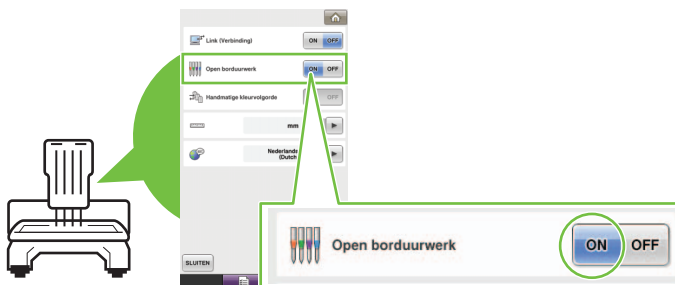 Link (Verbinding)
ON OFF
Open borduurwerk
ON OFF
Handmatige kleurvolgorde
OFF
mm
Nederlands
(Dutch
SLUITEN
Open borduurwerk
ON OFF